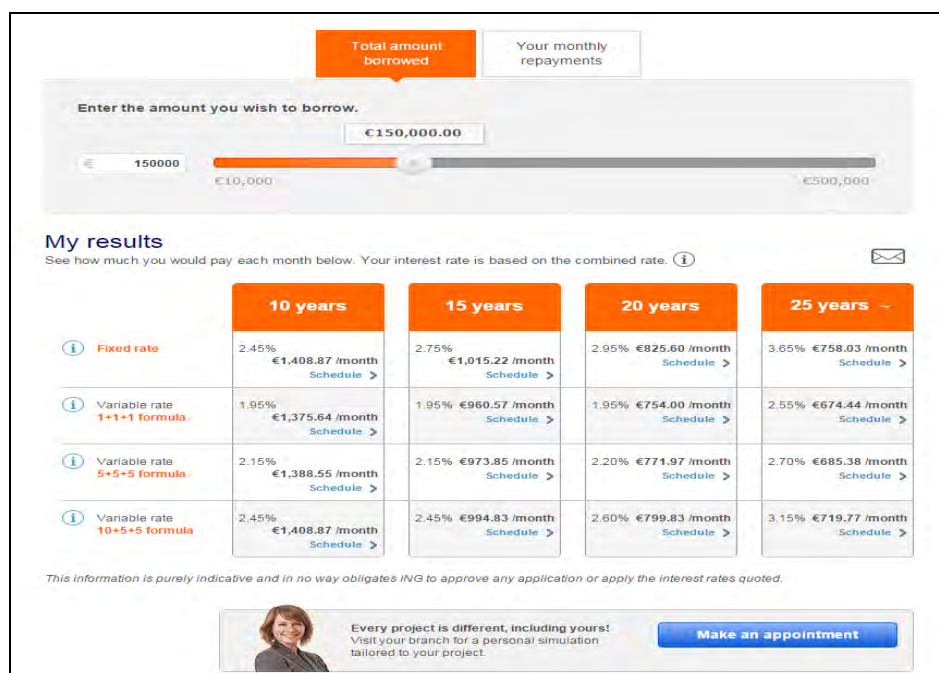 Total amount borrowed
Your monthly repayments
Enter the amount you wish to borrow.
€150,000.00
€ 150000
€10,000 €500,000
My results
See how much you would pay each month below. Your interest rate is based on the combined rate. i
10 years 15 years 20 years 25 years ~
i Fixed rate 2.45% €1,408.87 /month Schedule > 2.75% €1,015.22 /month Schedule > 2.95% €825.60 /month Schedule > 3.65% €758.03 /month Schedule >
i Variable rate 1+1+1 formula 1.95% €1,375.64 /month Schedule > 1.95% €960.57 /month Schedule > 1.95% €754.00 /month Schedule > 2.55% €674.44 /month Schedule >
i Variable rate 5+5+5 formula 2.15% €1,388.55 /month Schedule > 2.15% €973.85 /month Schedule > 2.20% €771.97 /month Schedule > 2.70% €685.38 /month Schedule >
i Variable rate 10+5+5 formula 2.45% €1,408.87 /month Schedule > 2.45% €994.83 /month Schedule > 2.60% €799.83 /month Schedule > 3.15% €719.77 /month Schedule >
This information is purely indicative and in no way obligates ING to approve any application or apply the interest rates quoted.
Every project is different, including yours!
Visit your branch for a personal simulation
tailored to your project.
Make an appointment